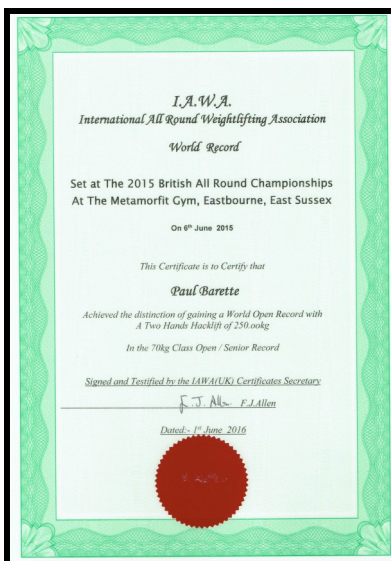 I.A.W.A.
International All Round Weightlifting Association
World Record
Set at The 2015 British All Round Championships
At The Metamorfit Gym, Eastbourne, East Sussex
On 6th June 2015
This Certificate is to Certify that
Paul Barette
Achieved the distinction of gaining a World Open Record with
A Two Hands Hacklift of 250.ookg
In the 70kg Class Open / Senior Record
Signed and Testified by the IAWA(UK) Certificates Secretary
F. J. Allen F.J.Allen
Dated:- 1st June 2016